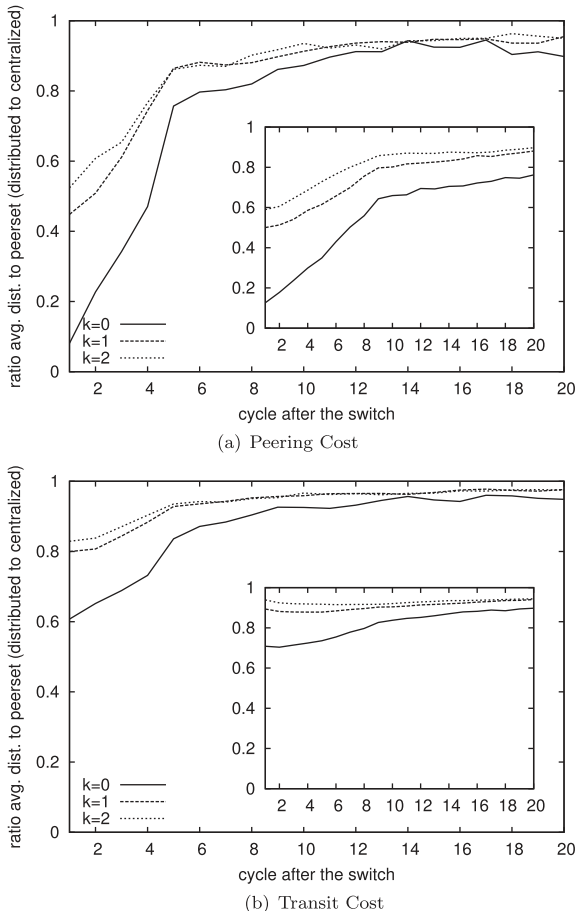 ratio avg. dist. to peerset (distributed to centralized)
1
0.8
0.6
0.4
0.2
0
k=0
k=1
k=2
2 4 6 8 10 12 14 16 18 20
1
0.8
0.6
0.4
0.2
0
2 4 6 8 10 12 14 16 18 20
cycle after the switch
(a) Peering Cost
ratio avg. dist. to peerset (distributed to centralized)
1
0.8
0.6
0.4
0.2
0
k=0
k=1
k=2
2 4 6 8 10 12 14 16 18 20
1
0.8
0.6
0.4
0.2
0
2 4 6 8 10 12 14 16 18 20
cycle after the switch
(b) Transit Cost